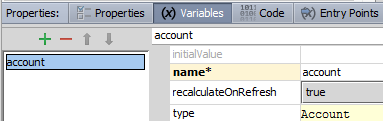 Properties: Properties (x) Variables Code Entry Points
account
account
initialValue
name* account
recalculateOnRefresh true
type Account